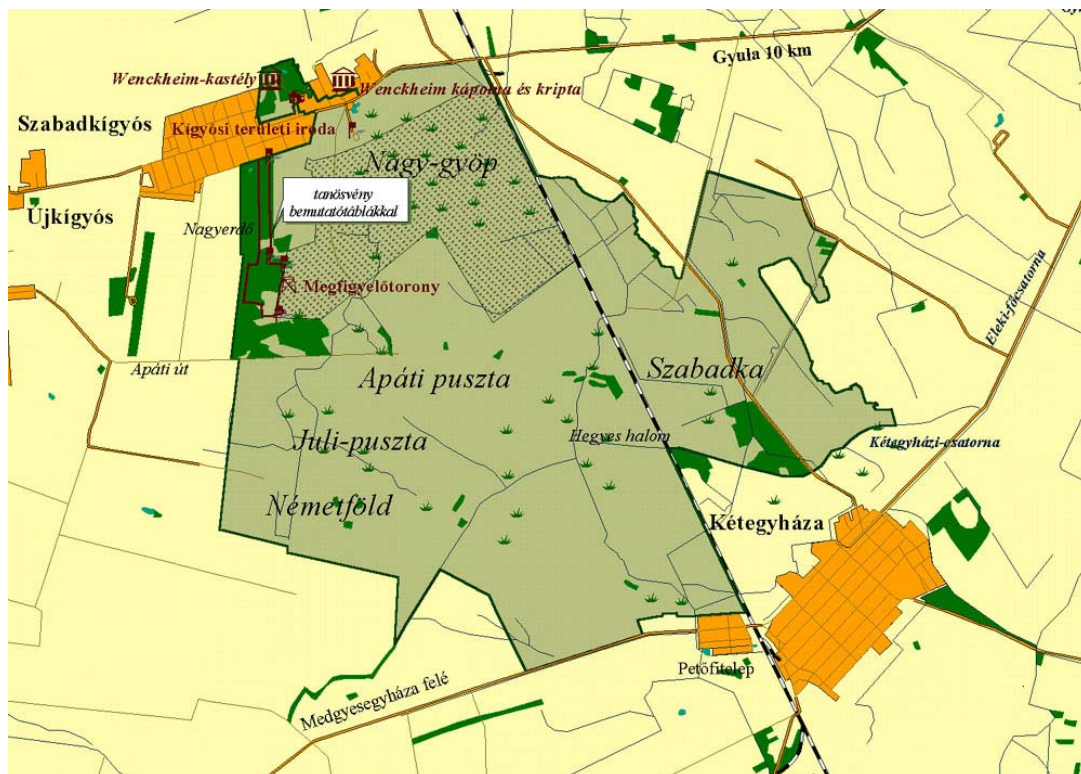 Gyula 10 km
Wenckheim-kastély
Wenckheim kápolna és kripta
Szabadkígyós
Kígyósi területi iroda
Nagy-gyöp
tanösvény
bemutatótáblákkal
Újkígyós
Nagyerdő
Megfigyelőtorony
Eleki-főcsatorna
Apáti út
Apáti puszta
Szabadka
Juli-puszta
Hegyes halom
Kétegyházi-csatorna
Németföld
Kétegyháza
Petőfitelep
Medgyesegyháza felé